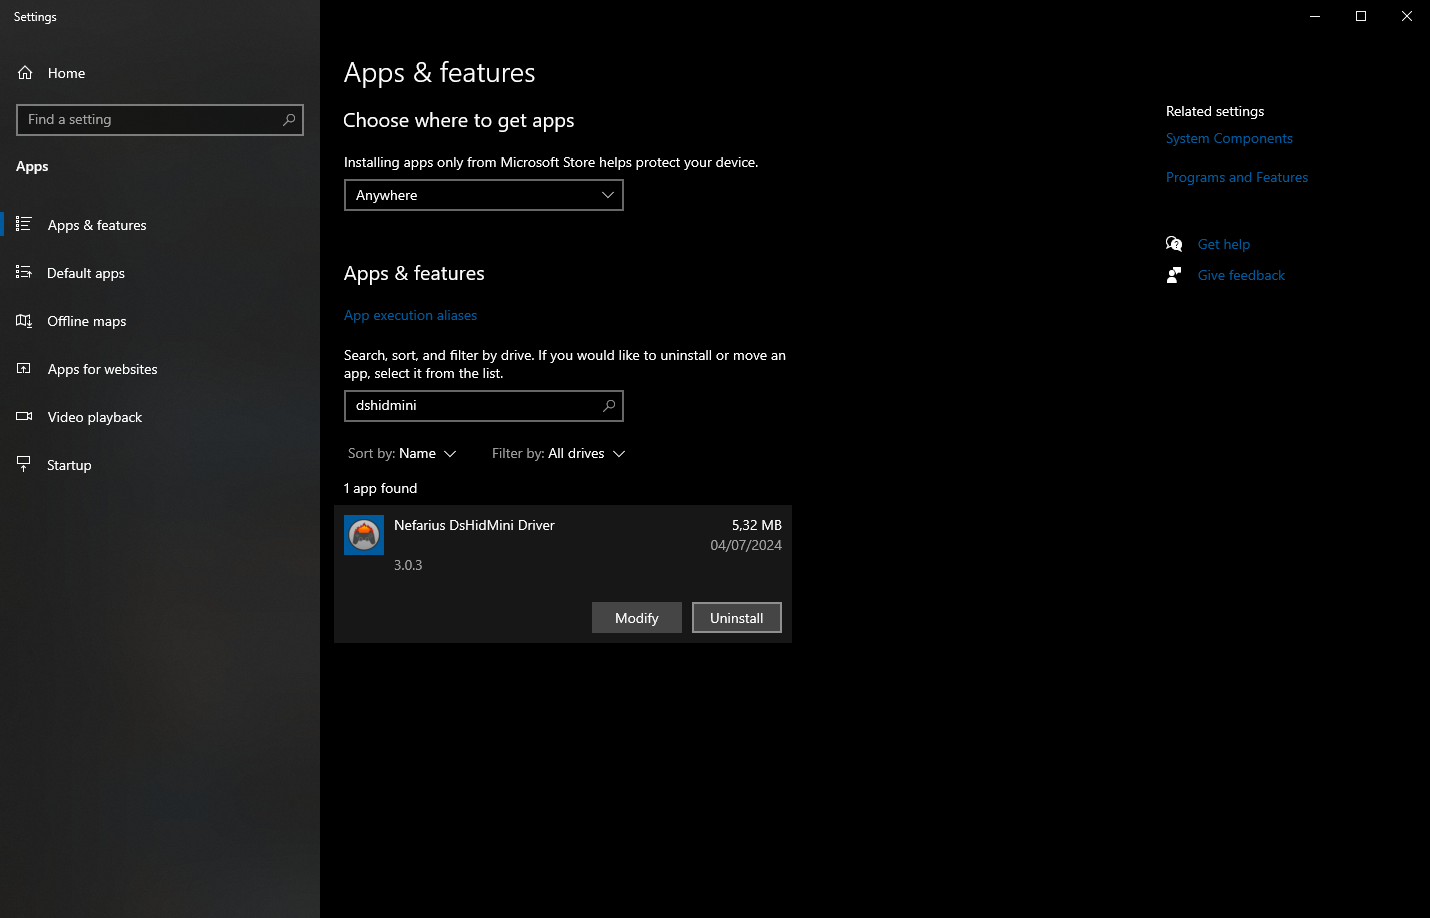 Settings
Home
Find a setting
Apps
Apps & features
Default apps
Offline maps
Apps for websites
Video playback
Startup
Apps & features
Choose where to get apps
Installing apps only from Microsoft Store helps protect your device.
Anywhere
Apps & features
App execution aliases
Search, sort, and filter by drive. If you would like to uninstall or move an
app, select it from the list.
dshidmini
Sort by: Name
Filter by: All drives
1 app found
Nefarius DsHidMini Driver
5,32 MB
04/07/2024
3.0.3
Modify
Uninstall
Related settings
System Components
Programs and Features
Get help
Give feedback